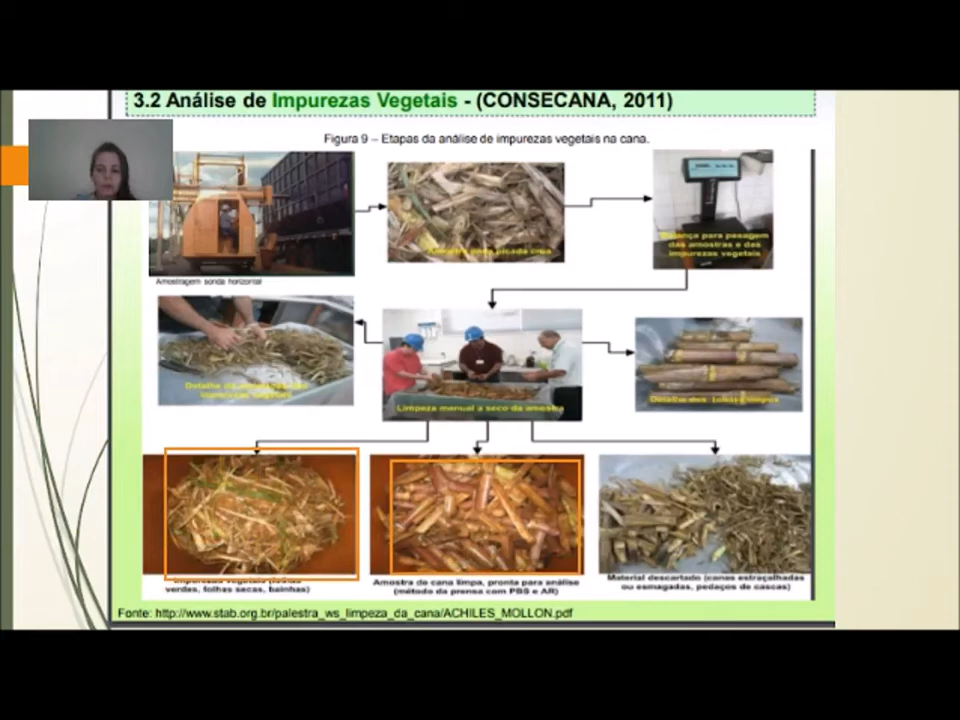 3.2 Análise de Impurezas Vegetais - (CONSECANA, 2011)
Figura 9 – Etapas da análise de impurezas vegetais na cana.
Amostragem sonda horizontal
picada crua
Balança para pesagem
das amostras e das
impurezas vegetais
Detalhe da
impurezas vegetais
Limpeza manual a seco da amostra
Detalhe dos limpos
Impurezas vegetais (folhas
verdes, folhas secas, bainhas)
Amostra de cana limpa, pronta para análise
(método da prensa com PBS e AR)
Material descartado (canas estraçalhadas
ou esmagadas, pedaços de cascas)
Fonte: http://www.stab.org.br/palestra_ws_limpeza_da_cana/ACHILES_MOLLON.pdf